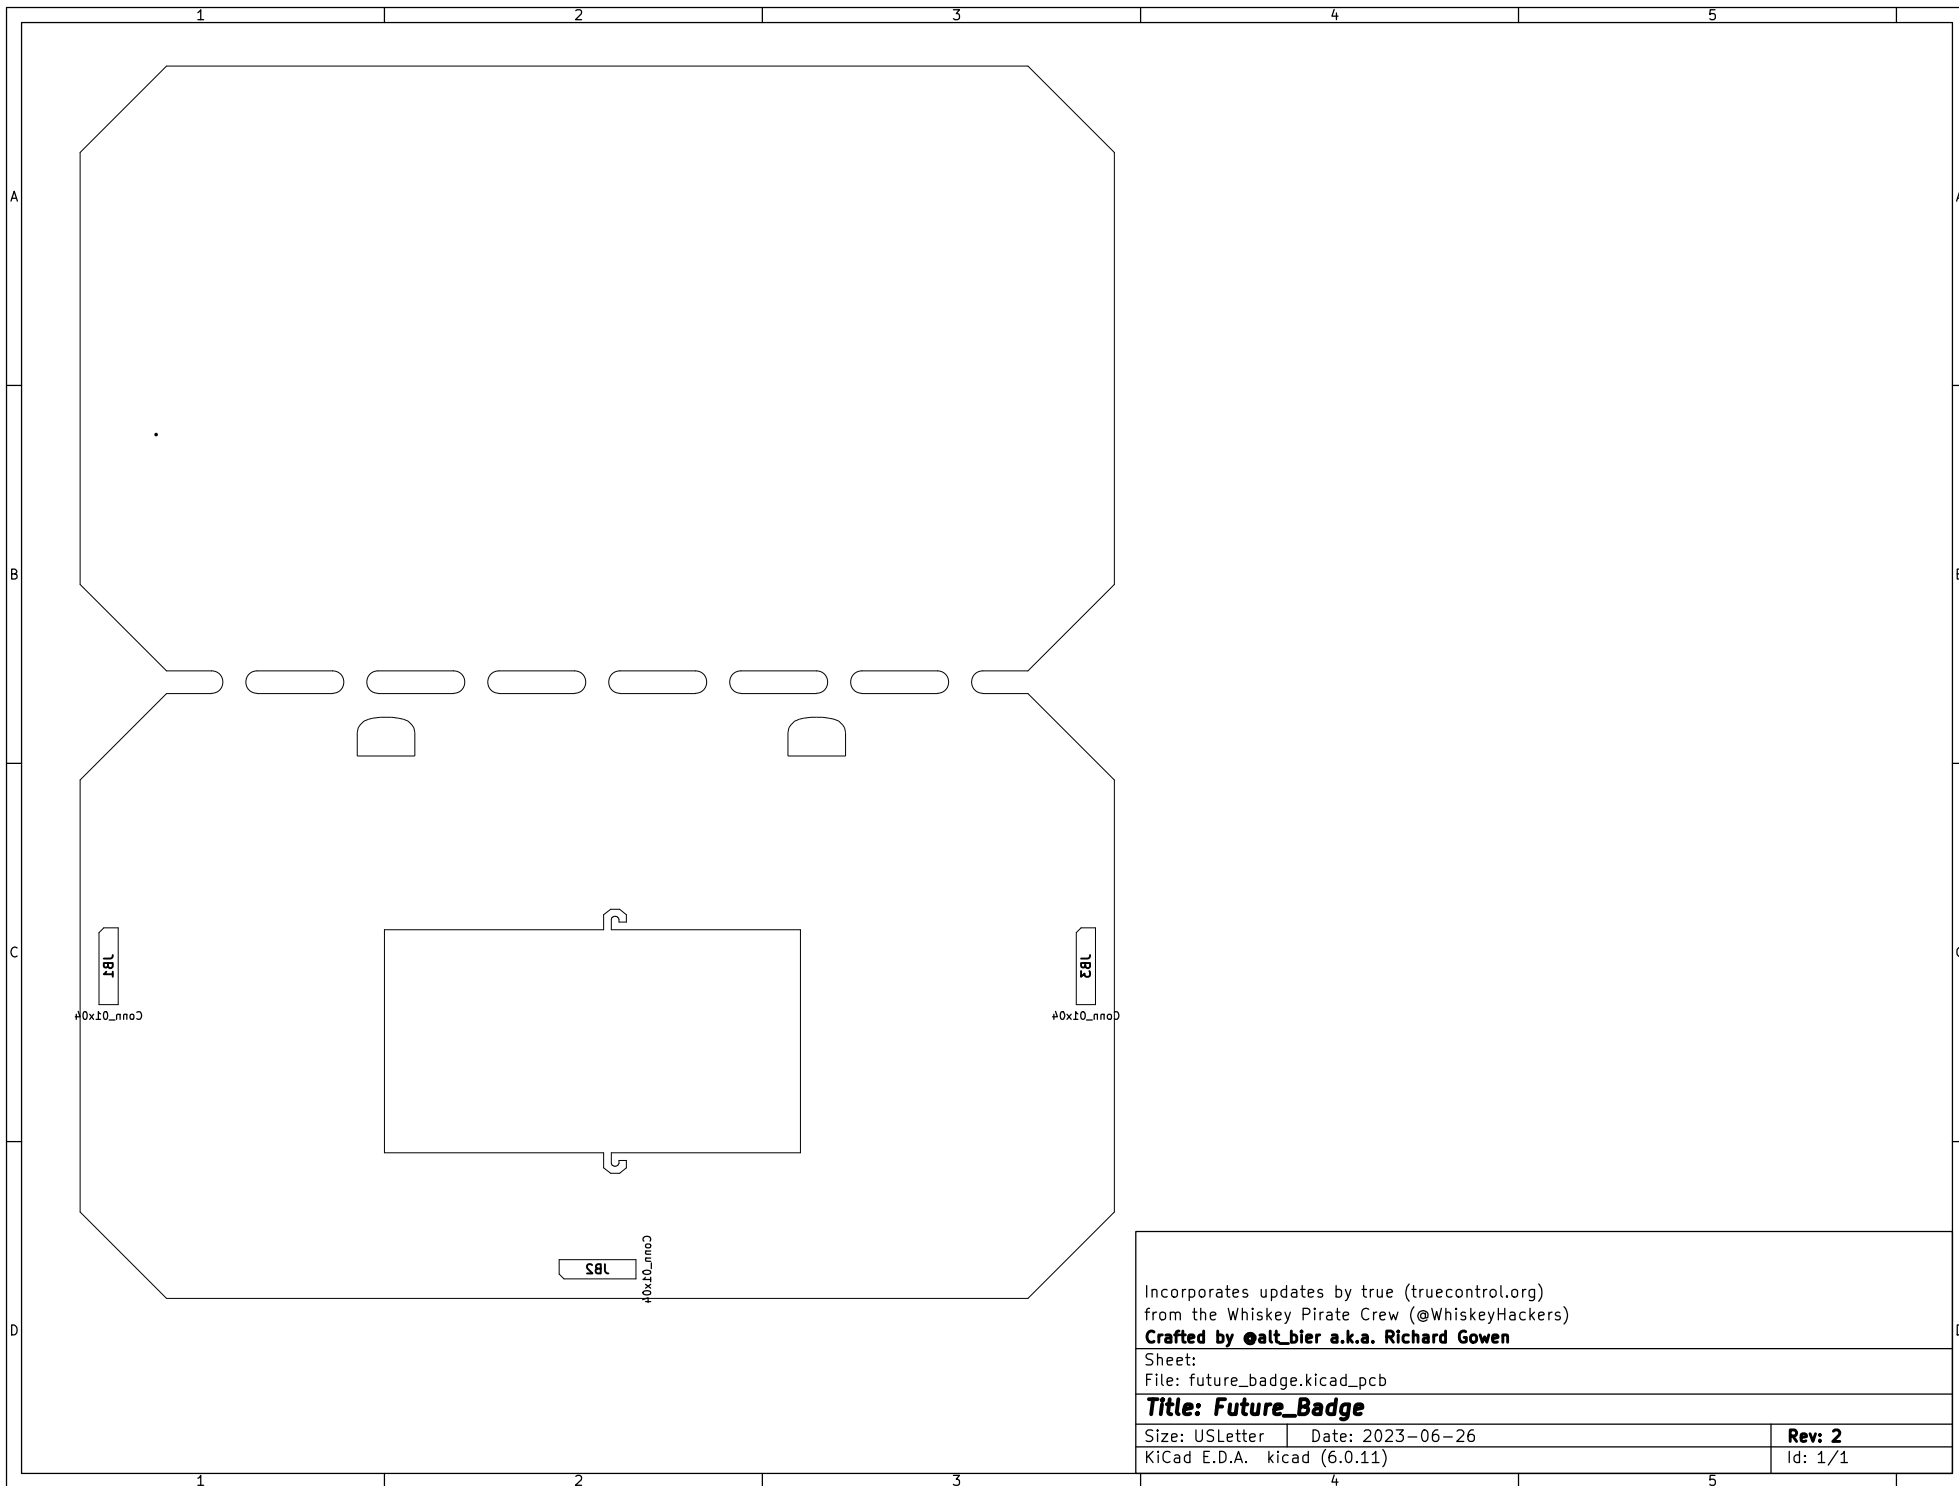 1 2 3 4 5
A A
B B
JB1 JB3
C C
Conn_01x04 Conn_01x04
Conn_01x04
JB2
Incorporates updates by true (truecontrol.org)
from the Whiskey Pirate Crew (@WhiskeyHackers)
D D
Crafted by @alt_bier a.k.a. Richard Gowen
Sheet:
File: future_badge.kicad_pcb
Title: Future_Badge
Size: USLetter Date: 2023-06-26 Rev: 2
KiCad E.D.A. kicad (6.0.11) Id: 1/1
1 2 3 4 5